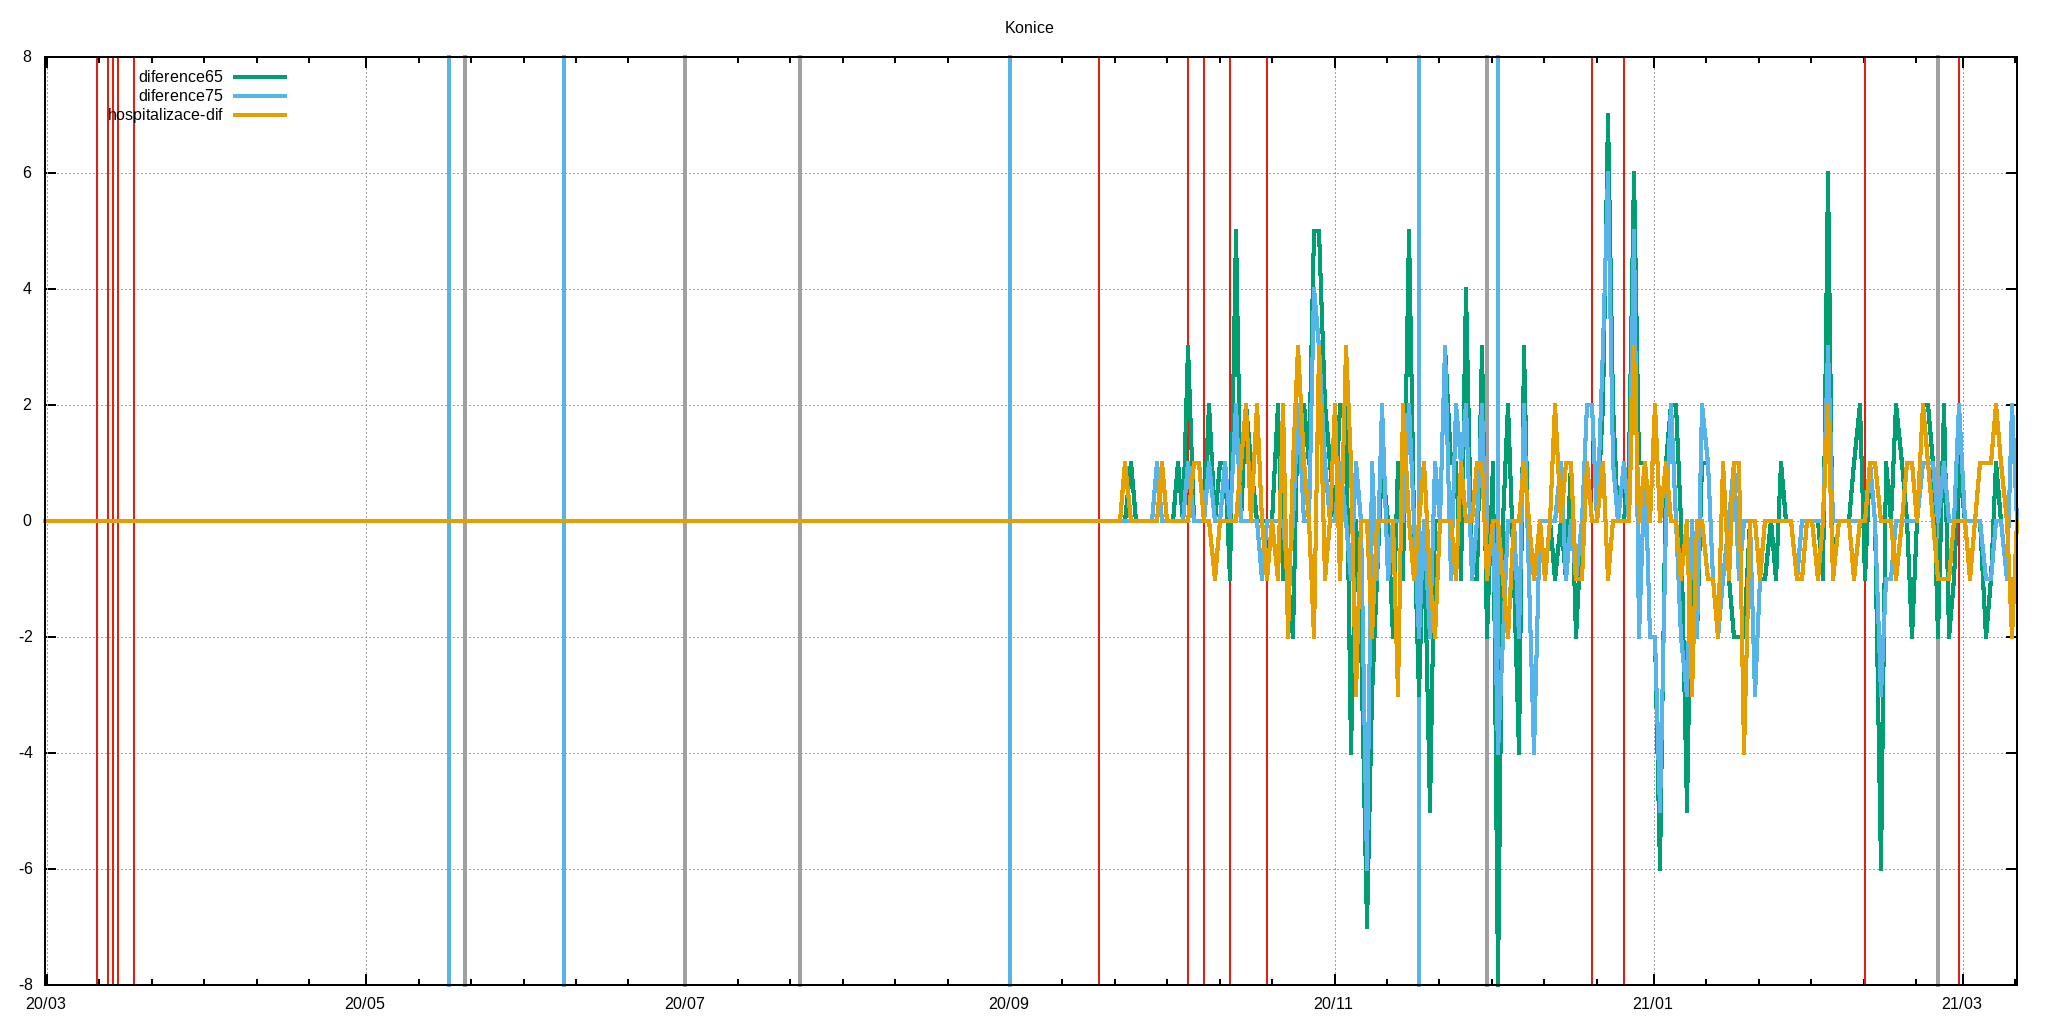 Konice
8
diference65
diference75
hospitalizace-dif
6
4
2
0
-2
-4
-6
-8
20/03 20/05 20/07 20/09 20/11 21/01 21/03